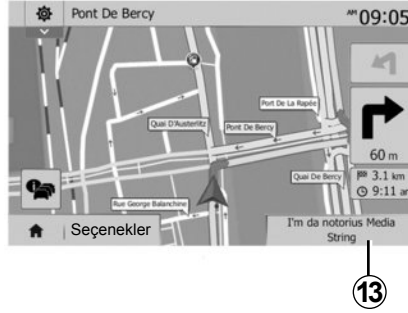 Pont De Bercy
AM 09:05
Port De La Rapée
Quai D'Austerlitz
Pont De Bercy
60 m
Quai De Bercy
3.1 km
9:11 am
Rue George Balanchine
Seçenekler
I'm da notorius Media
String
13